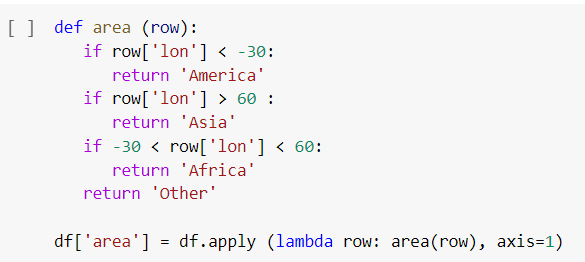 [ ] def area (row):
if row['lon'] < -30:
return 'America'
if row['lon'] > 60 :
return 'Asia'
if -30 < row['lon'] < 60:
return 'Africa'
return 'Other'
df['area'] = df.apply (lambda row: area(row), axis=1)